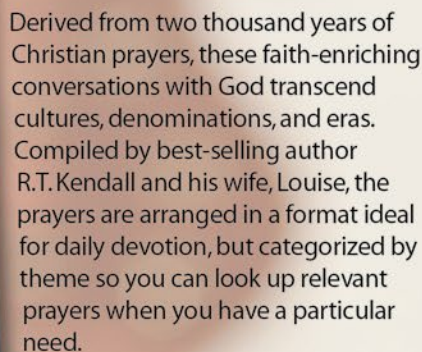 Derived from two thousand years of
Christian prayers, these faith-enriching
conversations with God transcend
cultures, denominations, and eras.
Compiled by best-selling author
R.T. Kendall and his wife, Louise, the
prayers are arranged in a format ideal
for daily devotion, but categorized by
theme so you can look up relevant
prayers when you have a particular
need.